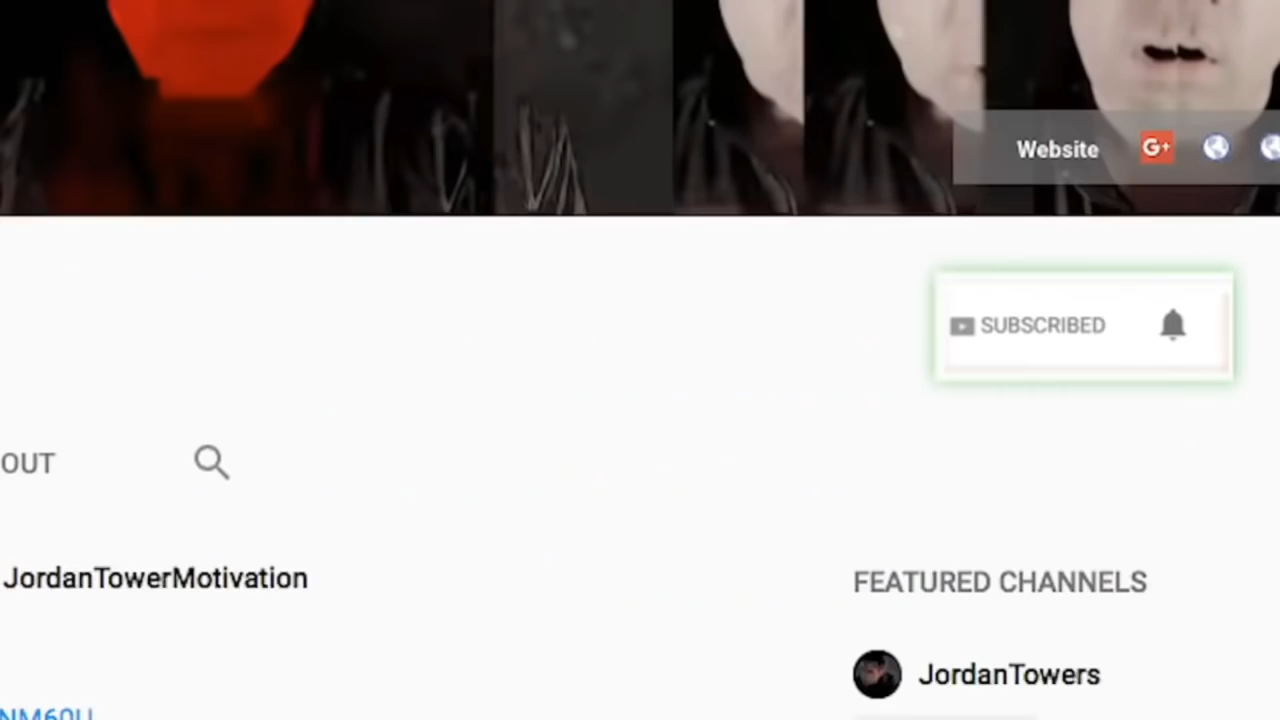 Website G+
SUBSCRIBED
OUT
JordanTowerMotivation
FEATURED CHANNELS
JordanTowers